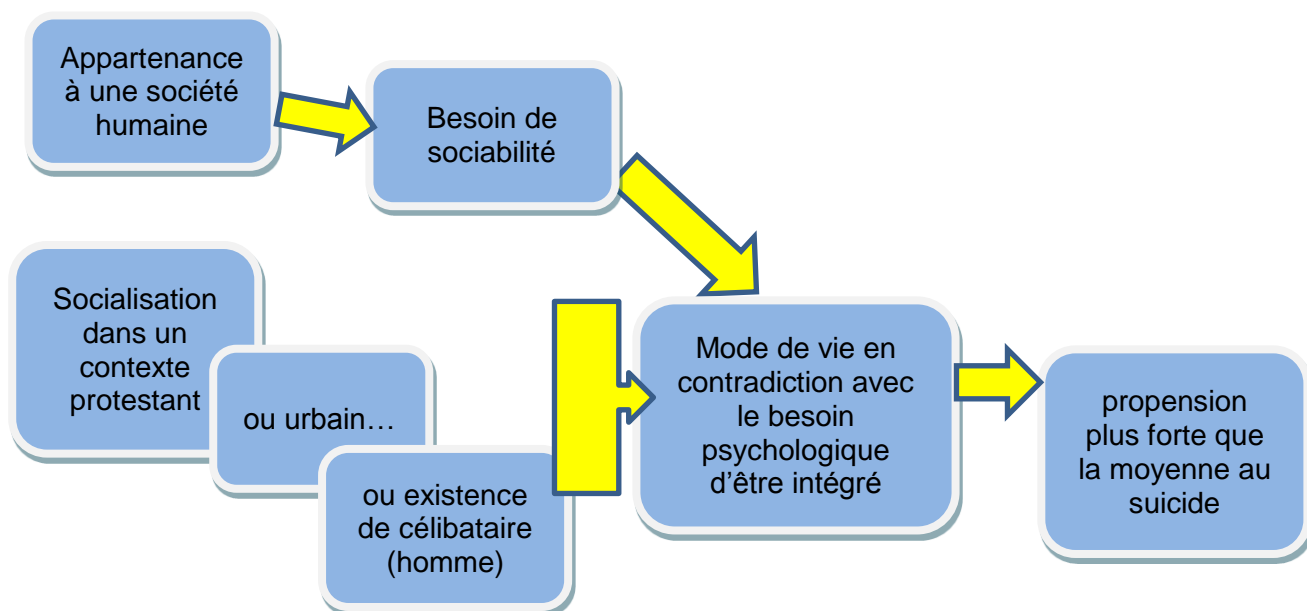 Appartenance
à une société
humaine
Besoin de
sociabilité
Socialisation
dans un
contexte
protestant
ou urbain…
ou existence
de célibataire
(homme)
Mode de vie en
contradiction avec
le besoin
psychologique
d’être intégré
propension
plus forte que
la moyenne au
suicide